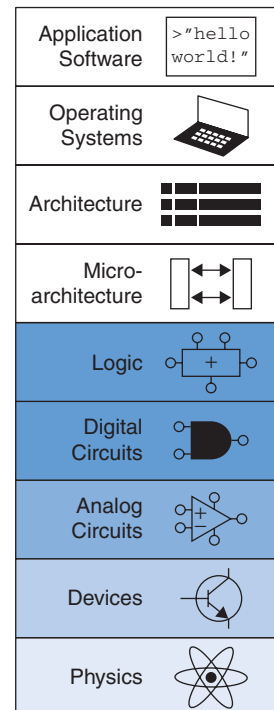 Application
Software
>"hello
world!"
Operating
Systems
Architecture
Micro-
architecture
Logic
+
Digital
Circuits
Analog
Circuits
+
−
Devices
Physics